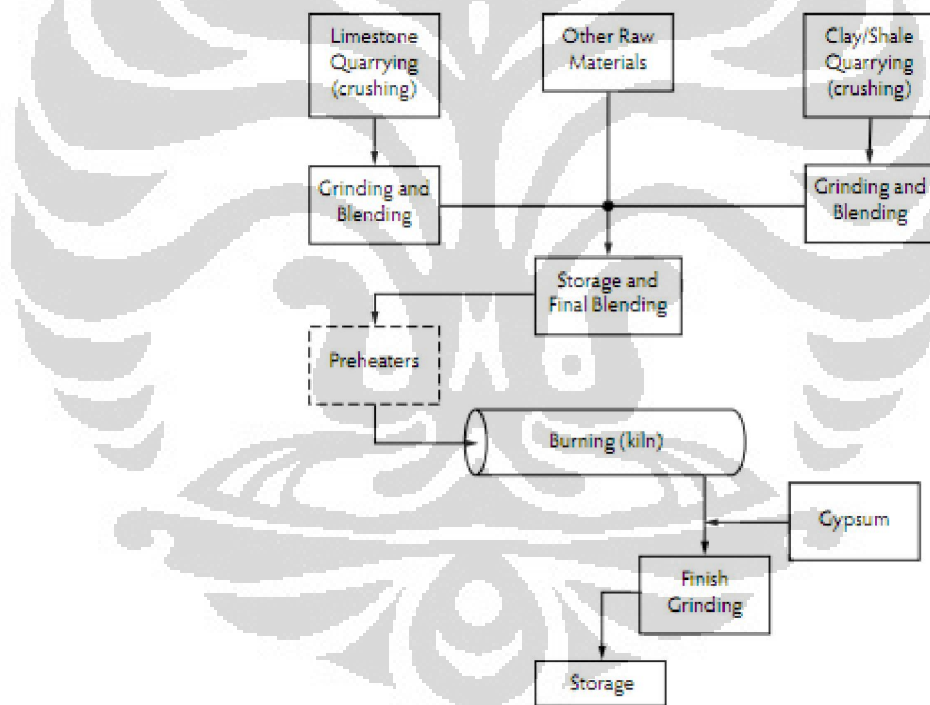 Limestone
Quarrying
(crushing)
Other Raw
Materials
Clay/Shale
Quarrying
(crushing)
Grinding and
Blending
Grinding and
Blending
Storage and
Final Blending
Preheaters
Burning (kiln)
Gypsum
Finish
Grinding
Storage